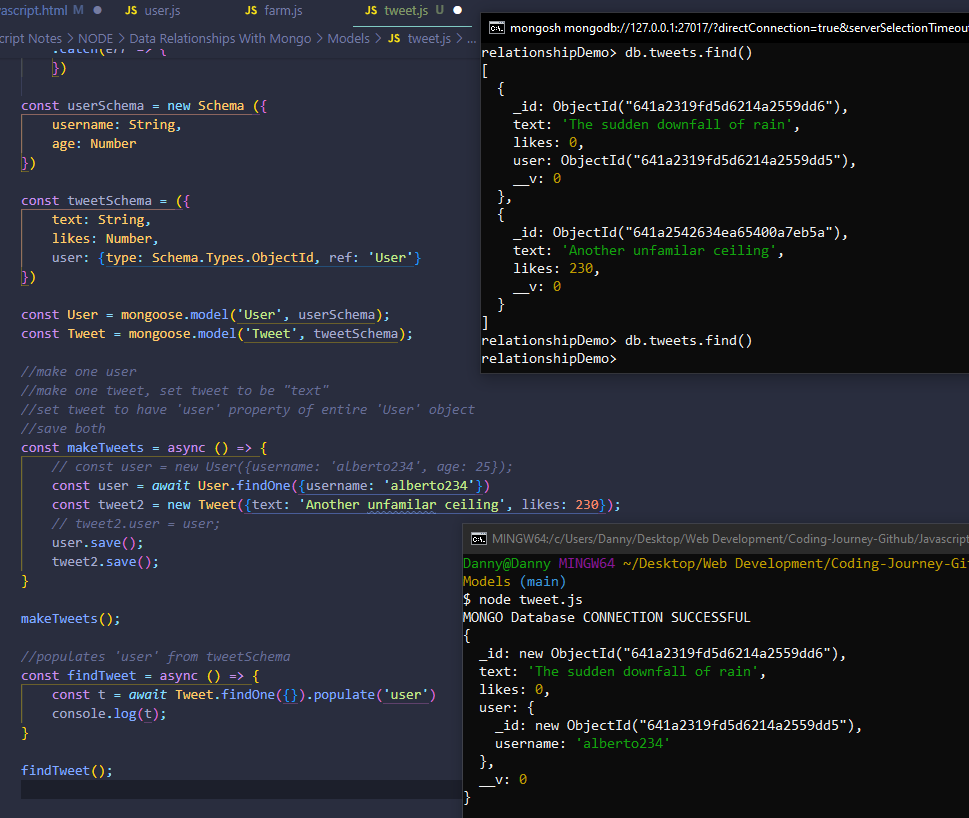 vascript.html M ●
JS user.js
JS farm.js
JS tweet.js U ●
cript Notes > NODE > Data Relationships With Mongo > Models > JS tweet.js > ...
.catch(err => {
})
const userSchema = new Schema ({
username: String,
age: Number
})
const tweetSchema = ({
text: String,
likes: Number,
user: {type: Schema.Types.ObjectId, ref: 'User'}
})
const User = mongoose.model('User', userSchema);
const Tweet = mongoose.model('Tweet', tweetSchema);
//make one user
//make one tweet, set tweet to be "text"
//set tweet to have 'user' property of entire 'User' object
//save both
const makeTweets = async () => {
// const user = new User({username: 'alberto234', age: 25});
const user = await User.findOne({username: 'alberto234'})
const tweet2 = new Tweet({text: 'Another unfamilar ceiling', likes: 230});
// tweet2.user = user;
user.save();
tweet2.save();
}
makeTweets();
//populates 'user' from tweetSchema
const findTweet = async () => {
const t = await Tweet.findOne({}).populate('user')
console.log(t);
}
findTweet();
mongosh mongodb://127.0.0.1:27017/?directConnection=true&serverSelectionTimeou
relationshipDemo> db.tweets.find()
[
{
_id: ObjectId("641a2319fd5d6214a2559dd6"),
text: 'The sudden downfall of rain',
likes: 0,
user: ObjectId("641a2319fd5d6214a2559dd5"),
__v: 0
},
{
_id: ObjectId("641a2542634ea65400a7eb5a"),
text: 'Another unfamilar ceiling',
likes: 230,
__v: 0
}
]
relationshipDemo> db.tweets.find()
relationshipDemo>
MINGW64:/c/Users/Danny/Desktop/Web Development/Coding-Journey-Github/Javascript
Danny@Danny MINGW64 ~/Desktop/Web Development/Coding-Journey-Git
Models (main)
$ node tweet.js
MONGO Database CONNECTION SUCCESSFUL
{
_id: new ObjectId("641a2319fd5d6214a2559dd6"),
text: 'The sudden downfall of rain',
likes: 0,
user: {
_id: new ObjectId("641a2319fd5d6214a2559dd5"),
username: 'alberto234'
},
__v: 0
}